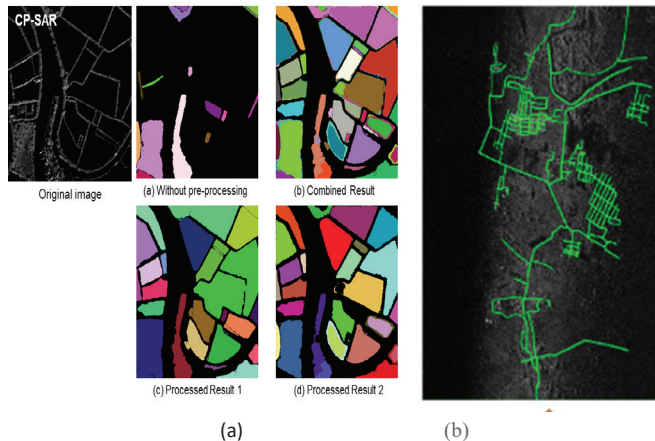 CP-SAR
Original image
(a) Without pre-processing
(b) Combined Result
(c) Processed Result 1
(d) Processed Result 2
(a)
(b)